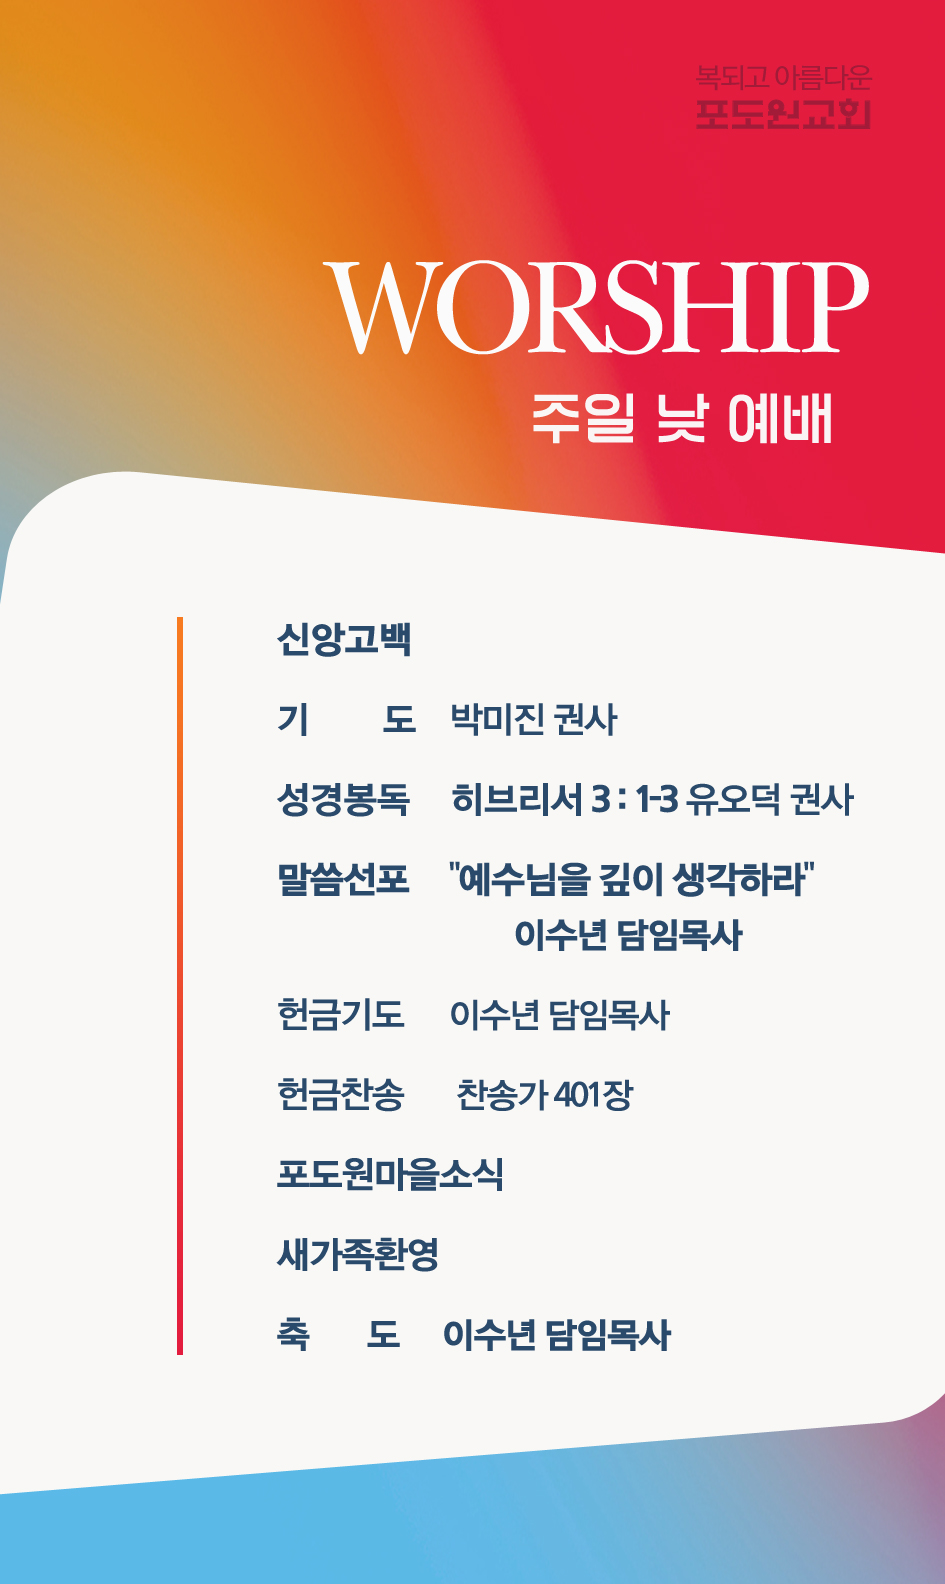 복되고 아름다운
포도원교회
WORSHIP
주일 낮 예배
신앙고백
기 도 박미진 권사
성경봉독 히브리서 3 : 1-3 유오덕 권사
말씀선포 "예수님을 깊이 생각하라"
이수년 담임목사
헌금기도 이수년 담임목사
헌금찬송 찬송가 401장
포도원마을소식
새가족환영
축 도 이수년 담임목사